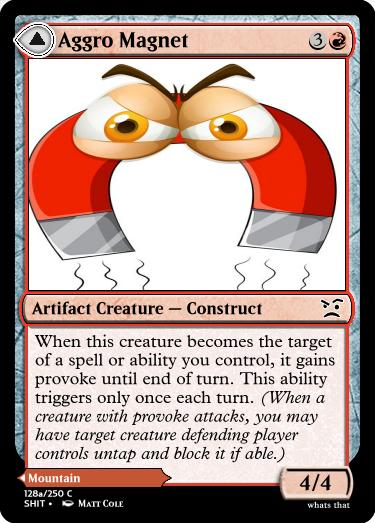 Aggro Magnet
3
Artifact Creature — Construct
When this creature becomes the target
of a spell or ability you control, it gains
provoke until end of turn. This ability
triggers only once each turn. (When a
creature with provoke attacks, you may
have target creature defending player
controls untap and block it if able.)
Mountain
4/4
128a/250 C
SHIT • Matt Cole
whats that